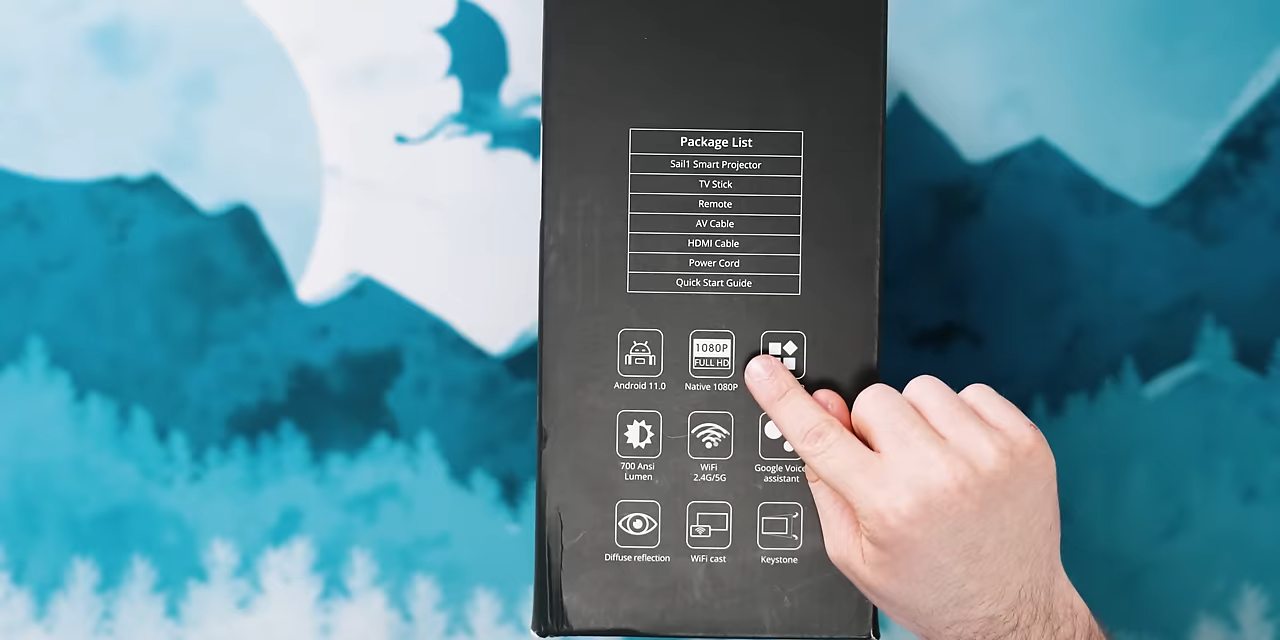 Package List
Sail1 Smart Projector
TV Stick
Remote
AV Cable
HDMI Cable
Power Cord
Quick Start Guide
1080P
FULL HD
Android 11.0
Native 1080P
700 Ansi
Lumen
WiFi
2.4G/5G
Google Voice
assistant
Diffuse reflection
WiFi cast
Keystone